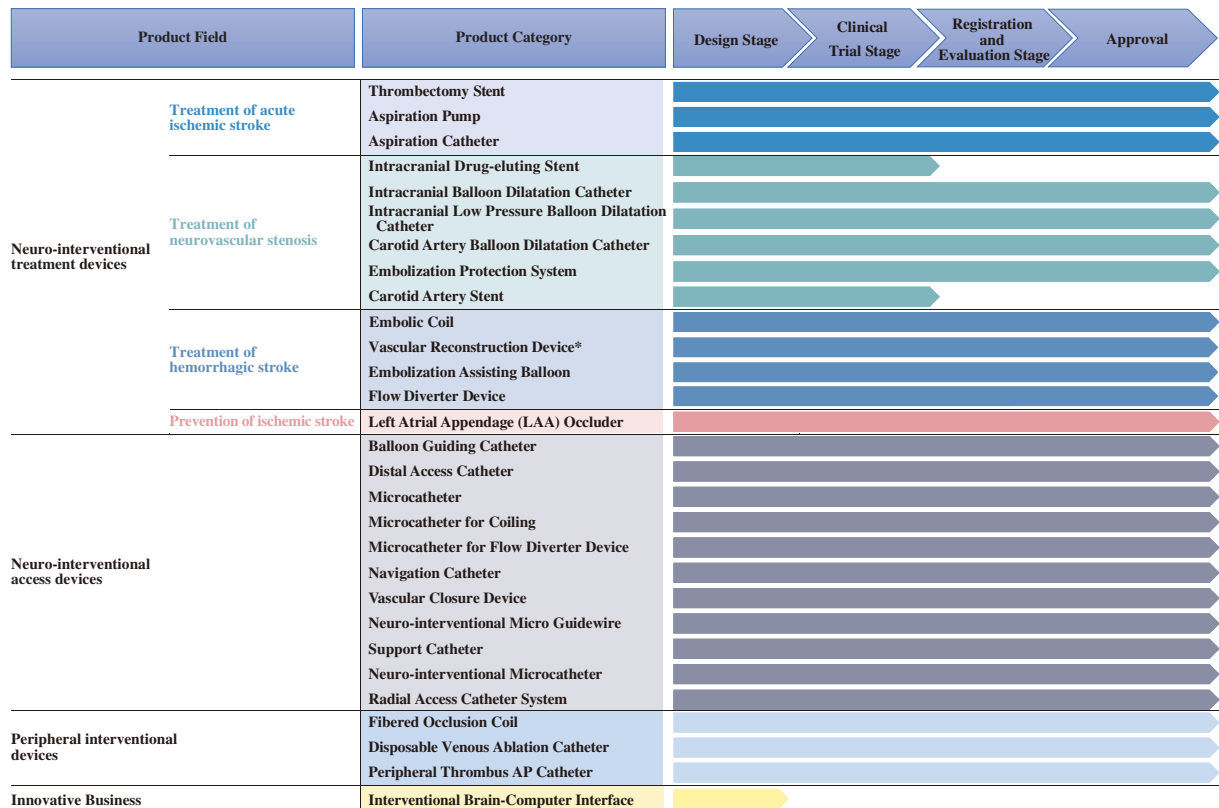 Product Field
Product Category
Design Stage
Clinical
Trial Stage
Registration
and
Evaluation Stage
Approval
Neuro-interventional
treatment devices
Treatment of acute
ischemic stroke
Thrombectomy Stent
Aspiration Pump
Aspiration Catheter
Treatment of
neurovascular stenosis
Intracranial Drug-eluting Stent
Intracranial Balloon Dilatation Catheter
Intracranial Low Pressure Balloon Dilatation
Catheter
Carotid Artery Balloon Dilatation Catheter
Embolization Protection System
Carotid Artery Stent
Treatment of
hemorrhagic stroke
Embolic Coil
Vascular Reconstruction Device*
Embolization Assisting Balloon
Flow Diverter Device
Prevention of ischemic stroke
Left Atrial Appendage (LAA) Occluder
Neuro-interventional
access devices
Balloon Guiding Catheter
Distal Access Catheter
Microcatheter
Microcatheter for Coiling
Microcatheter for Flow Diverter Device
Navigation Catheter
Vascular Closure Device
Neuro-interventional Micro Guidewire
Support Catheter
Neuro-interventional Microcatheter
Radial Access Catheter System
Peripheral interventional
devices
Fibered Occlusion Coil
Disposable Venous Ablation Catheter
Peripheral Thrombus AP Catheter
Innovative Business
Interventional Brain-Computer Interface